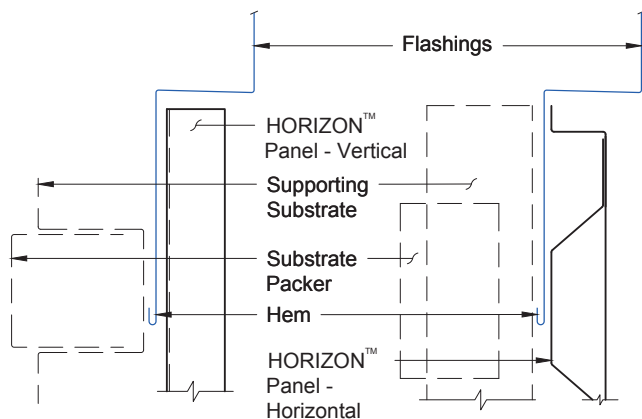 Flashings
HORIZON™
Panel - Vertical
Supporting
Substrate
Substrate
Packer
Hem
HORIZON™
Panel -
Horizontal